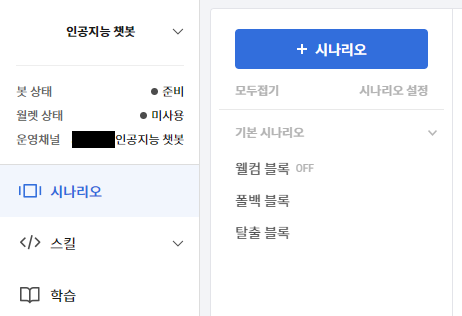 인공지능 챗봇
봇 상태 준비
월렛 상태 미사용
운영채널 인공지능 챗봇
시나리오
스킬
학습
+ 시나리오
모두접기 시나리오 설정
기본 시나리오
웰컴 블록 OFF
폴백 블록
탈출 블록